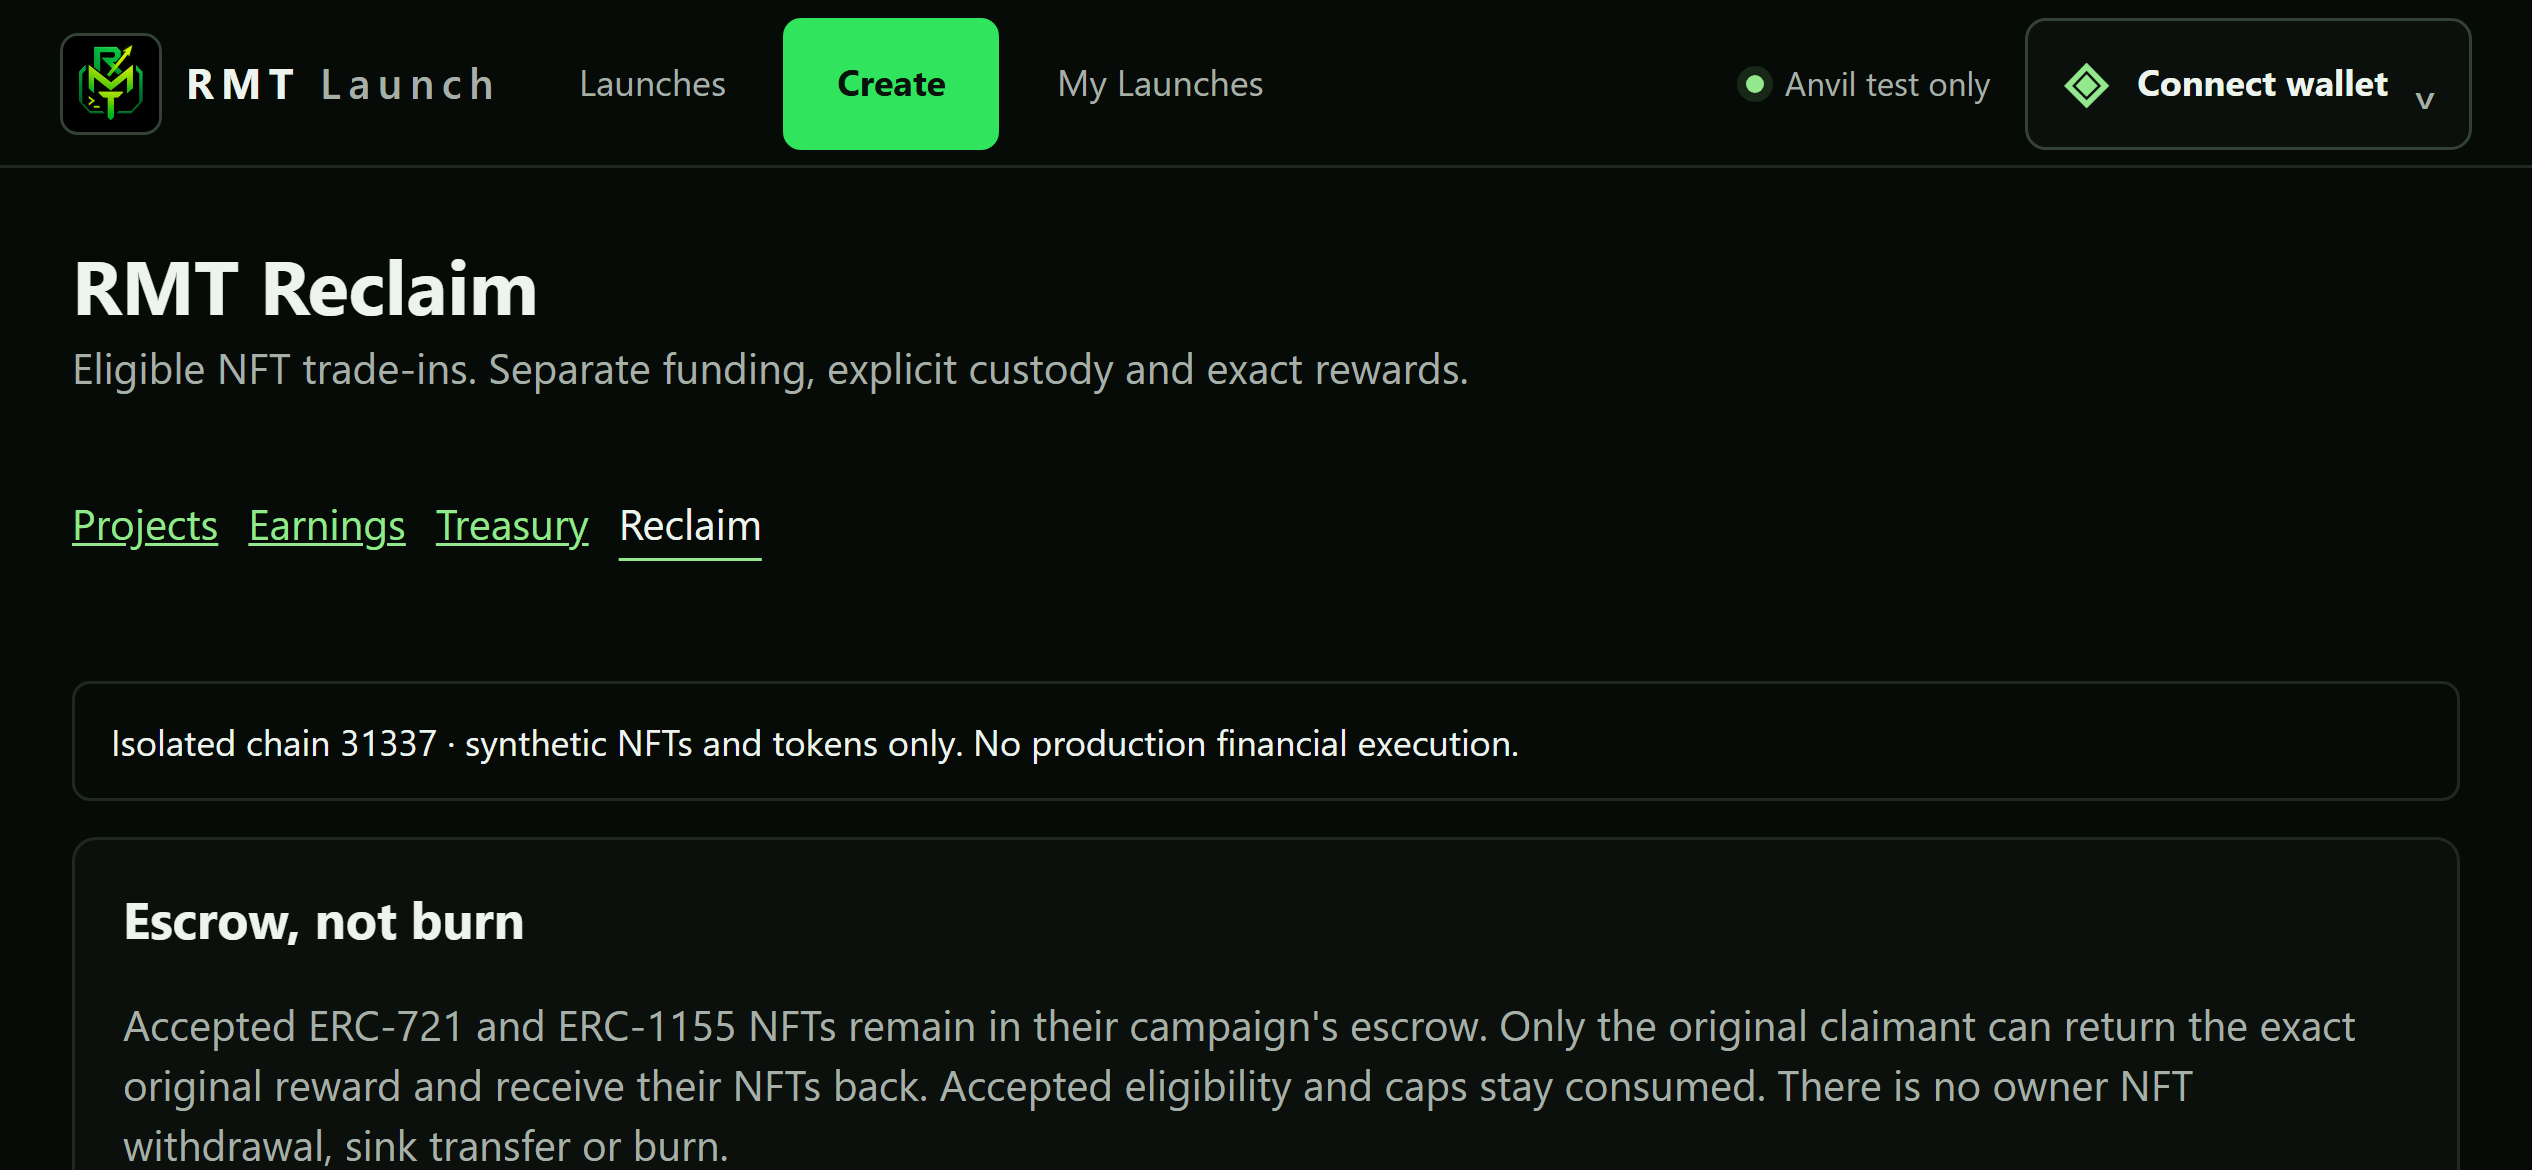 RMT Launch
Launches
Create
My Launches
Anvil test only
Connect wallet
RMT Reclaim
Eligible NFT trade-ins. Separate funding, explicit custody and exact rewards.
Projects Earnings Treasury Reclaim
Isolated chain 31337 · synthetic NFTs and tokens only. No production financial execution.
Escrow, not burn
Accepted ERC-721 and ERC-1155 NFTs remain in their campaign's escrow. Only the original claimant can return the exact
original reward and receive their NFTs back. Accepted eligibility and caps stay consumed. There is no owner NFT
withdrawal, sink transfer or burn.